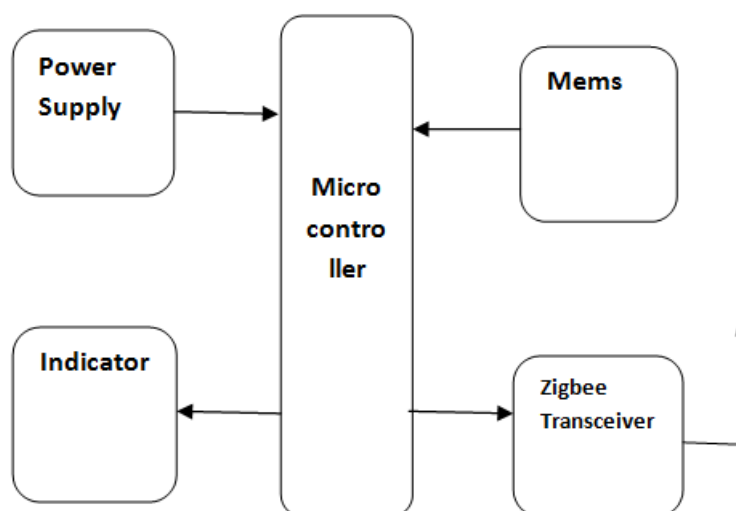 Power
Supply
Mems
Micro
contro
ller
Indicator
Zigbee
Transceiver